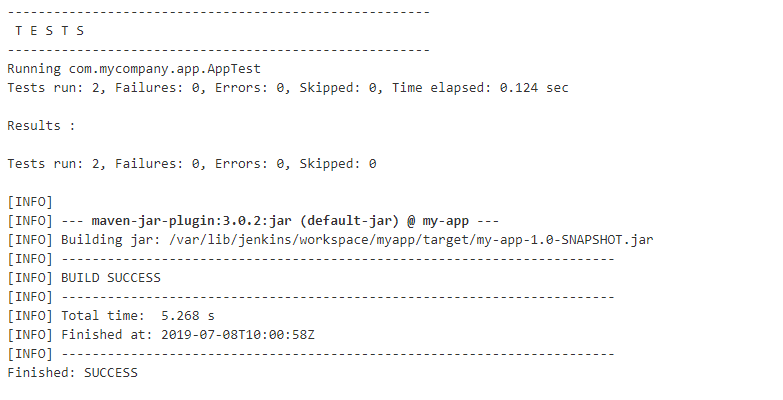 -------------------------------------------------------
T E S T S
-------------------------------------------------------
Running com.mycompany.app.AppTest
Tests run: 2, Failures: 0, Errors: 0, Skipped: 0, Time elapsed: 0.124 sec
Results :
Tests run: 2, Failures: 0, Errors: 0, Skipped: 0
[INFO]
[INFO] --- maven-jar-plugin:3.0.2:jar (default-jar) @ my-app ---
[INFO] Building jar: /var/lib/jenkins/workspace/myapp/target/my-app-1.0-SNAPSHOT.jar
[INFO] ------------------------------------------------------------------------
[INFO] BUILD SUCCESS
[INFO] ------------------------------------------------------------------------
[INFO] Total time:  5.268 s
[INFO] Finished at: 2019-07-08T10:00:58Z
[INFO] ------------------------------------------------------------------------
Finished: SUCCESS